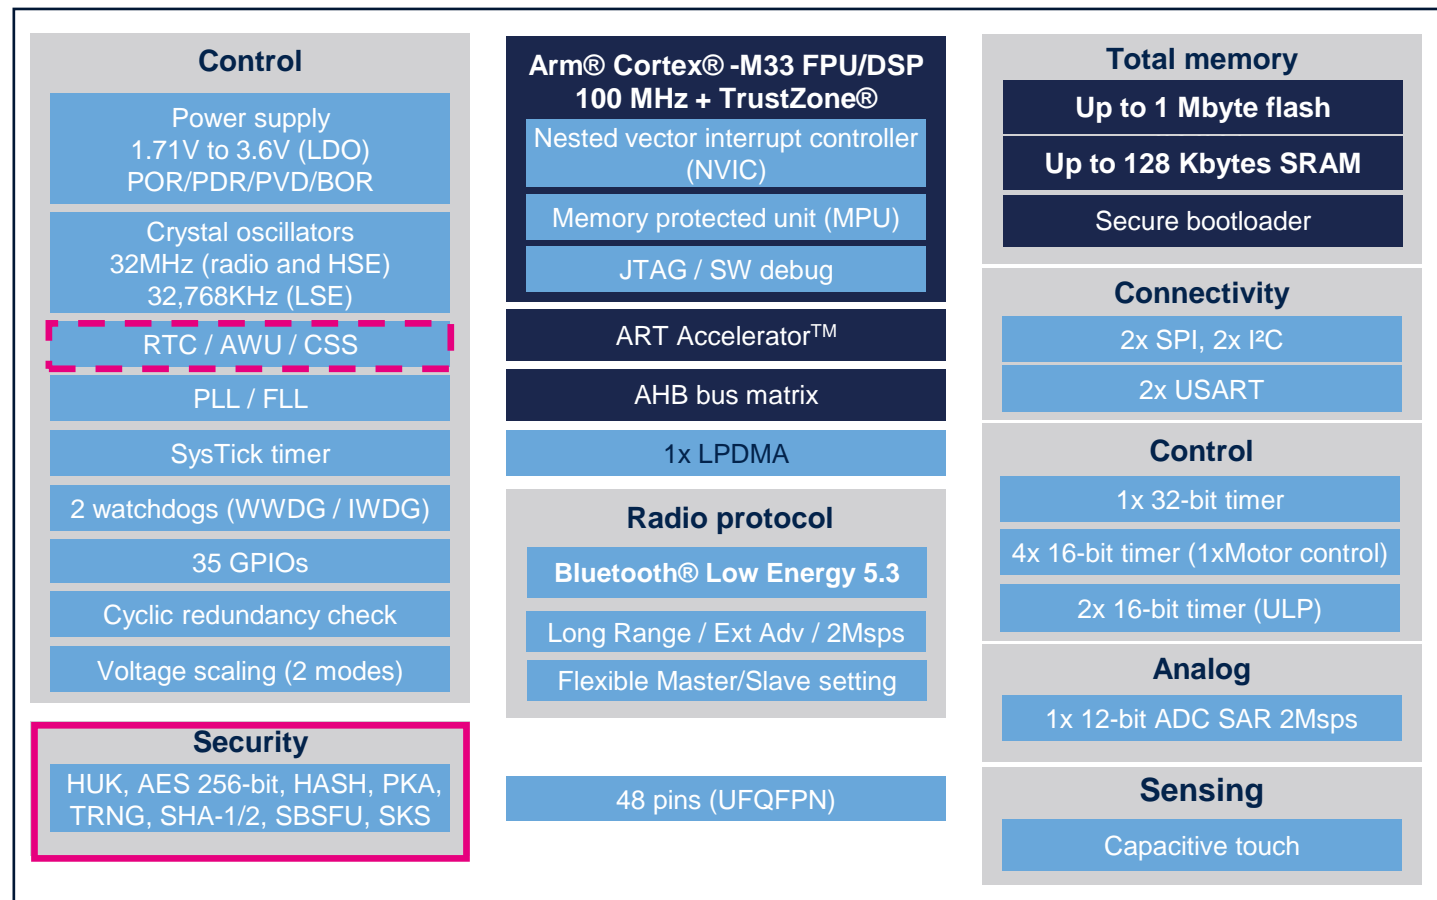 Control
Power supply
1.71V to 3.6V (LDO)
POR/PDR/PVD/BOR
Crystal oscillators
32MHz (radio and HSE)
32,768KHz (LSE)
RTC / AWU / CSS
PLL / FLL
SysTick timer
2 watchdogs (WWDG / IWDG)
35 GPIOs
Cyclic redundancy check
Voltage scaling (2 modes)
Security
HUK, AES 256-bit, HASH, PKA,
TRNG, SHA-1/2, SBSFU, SKS
Arm® Cortex® -M33 FPU/DSP
100 MHz + TrustZone®
Nested vector interrupt controller
(NVIC)
Memory protected unit (MPU)
JTAG / SW debug
ART Accelerator™
AHB bus matrix
1x LPDMA
Radio protocol
Bluetooth® Low Energy 5.3
Long Range / Ext Adv / 2Msps
Flexible Master/Slave setting
48 pins (UFQFPN)
Total memory
Up to 1 Mbyte flash
Up to 128 Kbytes SRAM
Secure bootloader
Connectivity
2x SPI, 2x I²C
2x USART
Control
1x 32-bit timer
4x 16-bit timer (1xMotor control)
2x 16-bit timer (ULP)
Analog
1x 12-bit ADC SAR 2Msps
Sensing
Capacitive touch